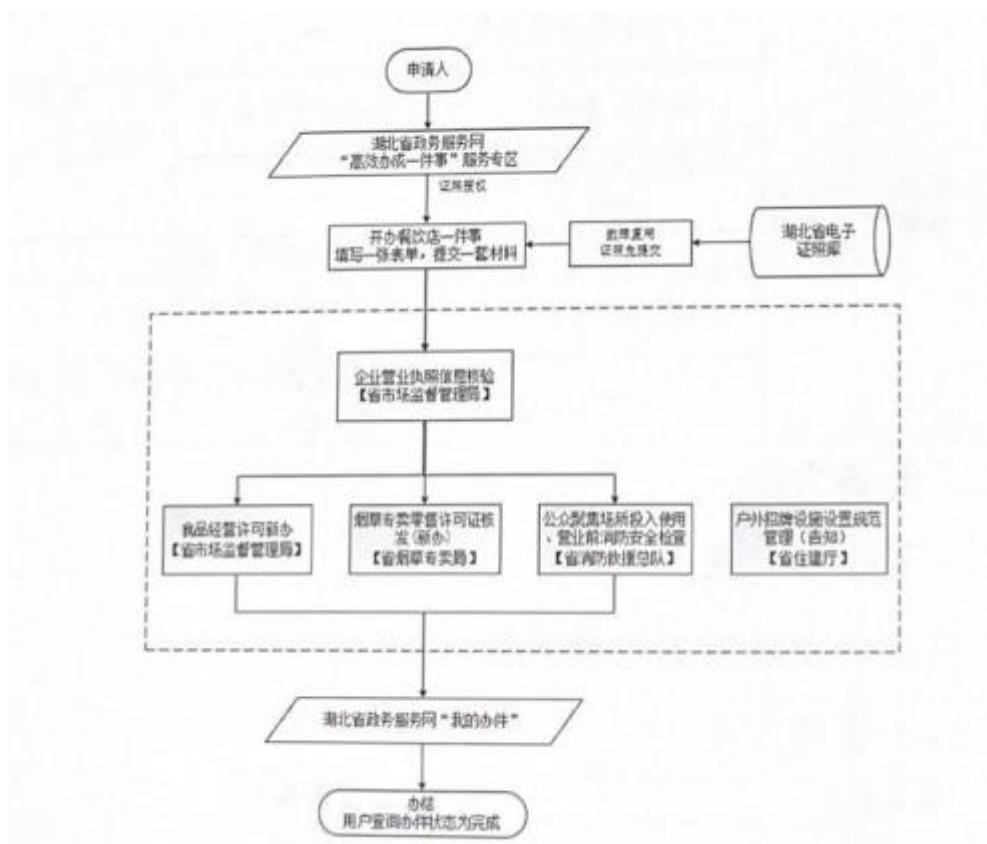 申请人
湖北省政务服务网
“高效办成一件事”服务专区
证照授权
开办餐饮店一件事
填写一张表单，提交一套材料
数据复用
证照免提交
湖北省电子
证照库
企业营业执照信息核验
【省市场监督管理局】
食品经营许可新办
【省市场监督管理局】
烟草专卖零售许可证核
发(新办)
【省烟草专卖局】
公众聚集场所投入使用
、营业前消防安全检查
【省消防救援总队】
户外招牌设施设置规范
管理（告知）
【省住建厅】
湖北省政务服务网“我的办件”
办结
用户查询办件状态为完成